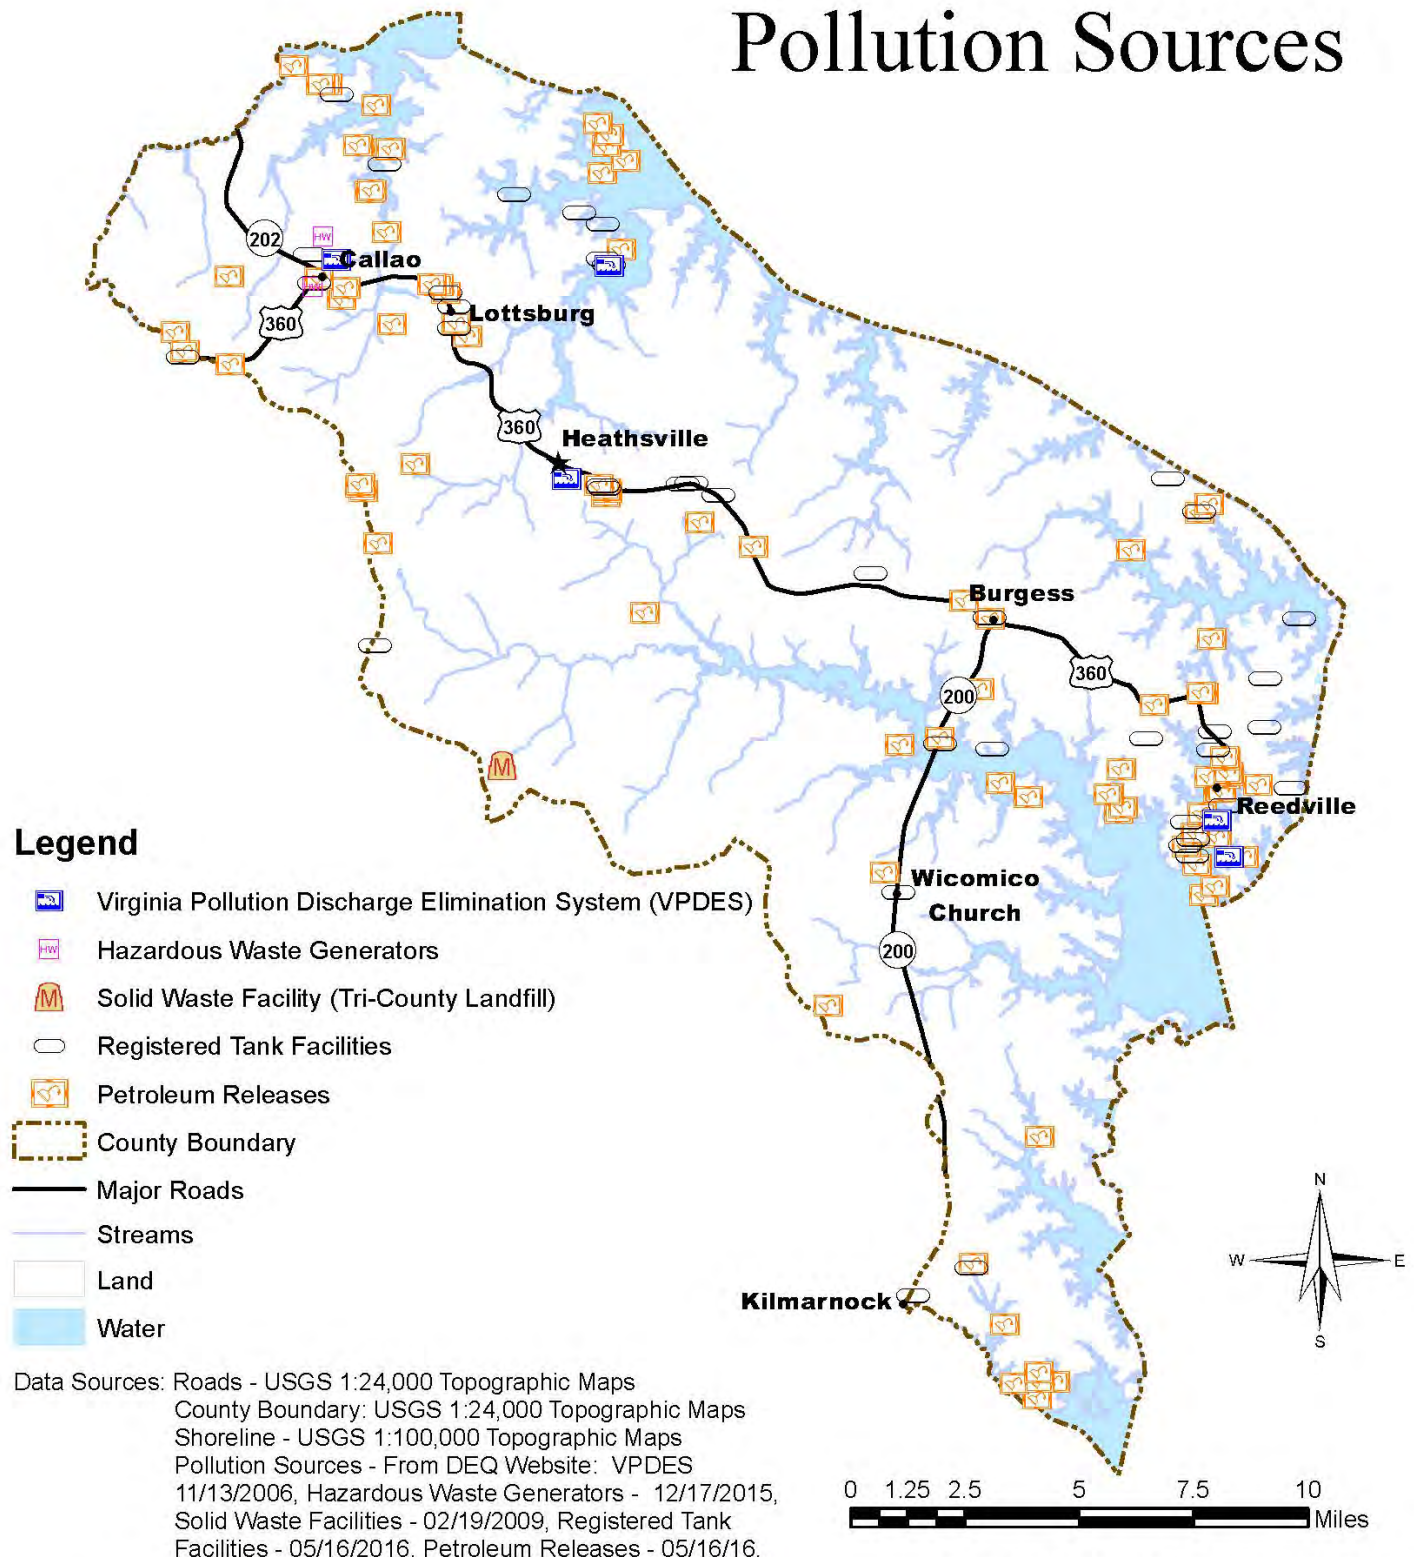 Pollution Sources
HW
202
Callao
HW
360
Lottsburg
360
Heathsville
Burgess
360
200
M
Reedville
Wicomico
Church
200
Kilmarnock
Legend
Virginia Pollution Discharge Elimination System (VPDES)
HW Hazardous Waste Generators
M Solid Waste Facility (Tri-County Landfill)
Registered Tank Facilities
Petroleum Releases
County Boundary
Major Roads
Streams
Land
Water
N
W E
S
Data Sources: Roads - USGS 1:24,000 Topographic Maps
County Boundary: USGS 1:24,000 Topographic Maps
Shoreline - USGS 1:100,000 Topographic Maps
Pollution Sources - From DEQ Website: VPDES
11/13/2006, Hazardous Waste Generators - 12/17/2015,
Solid Waste Facilities - 02/19/2009, Registered Tank
Facilities - 05/16/2016, Petroleum Releases - 05/16/16.
0 1.25 2.5 5 7.5 10
Miles